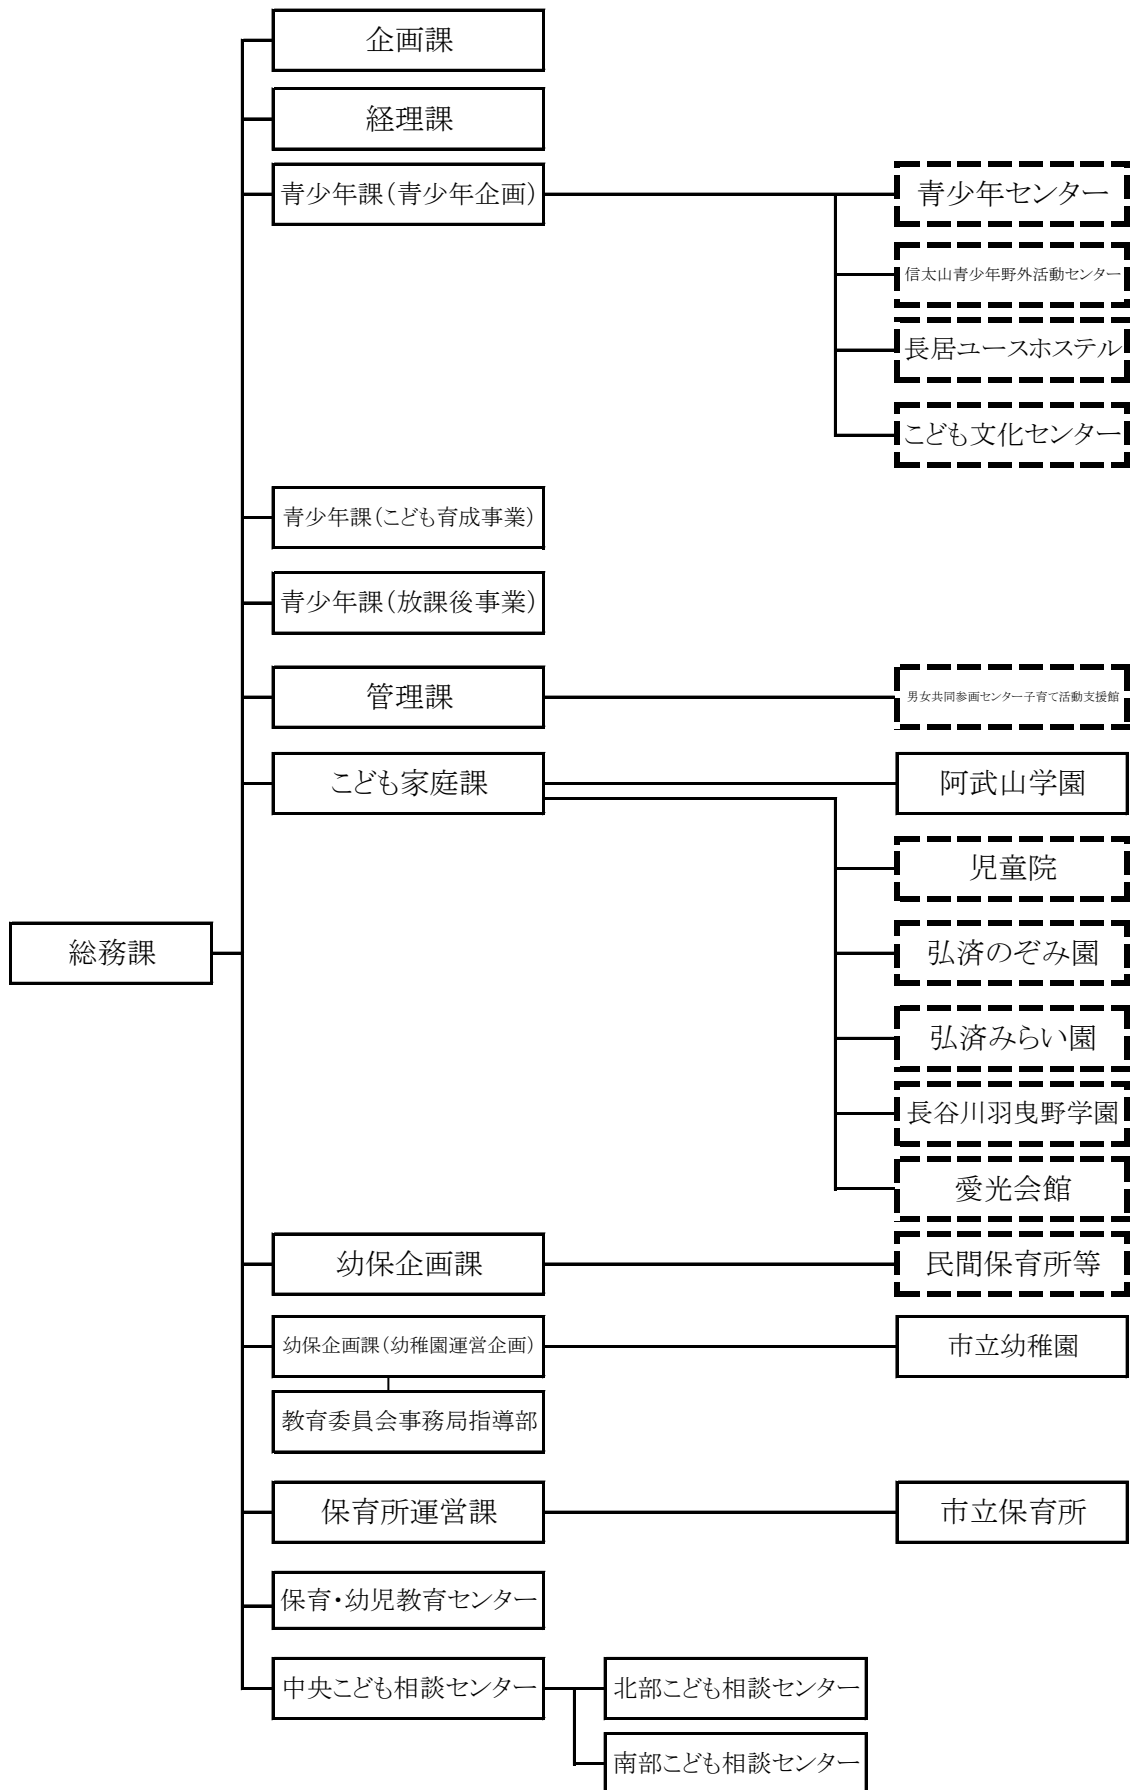 企画課
経理課
青少年課(青少年企画)
青少年センター
信太山青少年野外活動センター
長居ユースホステル
こども文化センター
青少年課(こども育成事業)
青少年課(放課後事業)
管理課
男女共同参画センター子育て活動支援館
こども家庭課
阿武山学園
児童院
弘済のぞみ園
総務課
弘済みらい園
長谷川羽曳野学園
愛光会館
幼保企画課
民間保育所等
幼保企画課(幼稚園運営企画)
市立幼稚園
教育委員会事務局指導部
保育所運営課
市立保育所
保育・幼児教育センター
中央こども相談センター
北部こども相談センター
南部こども相談センター